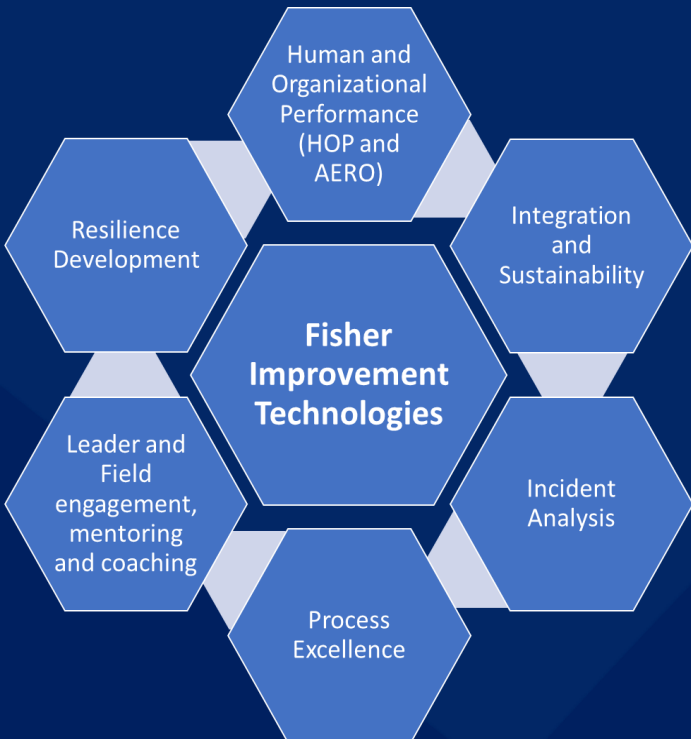 Human and
Organizational
Performance
(HOP and
AERO)
Integration
and
Sustainability
Incident
Analysis
Process
Excellence
Leader and
Field
engagement,
mentoring
and coaching
Resilience
Development
Fisher
Improvement
Technologies